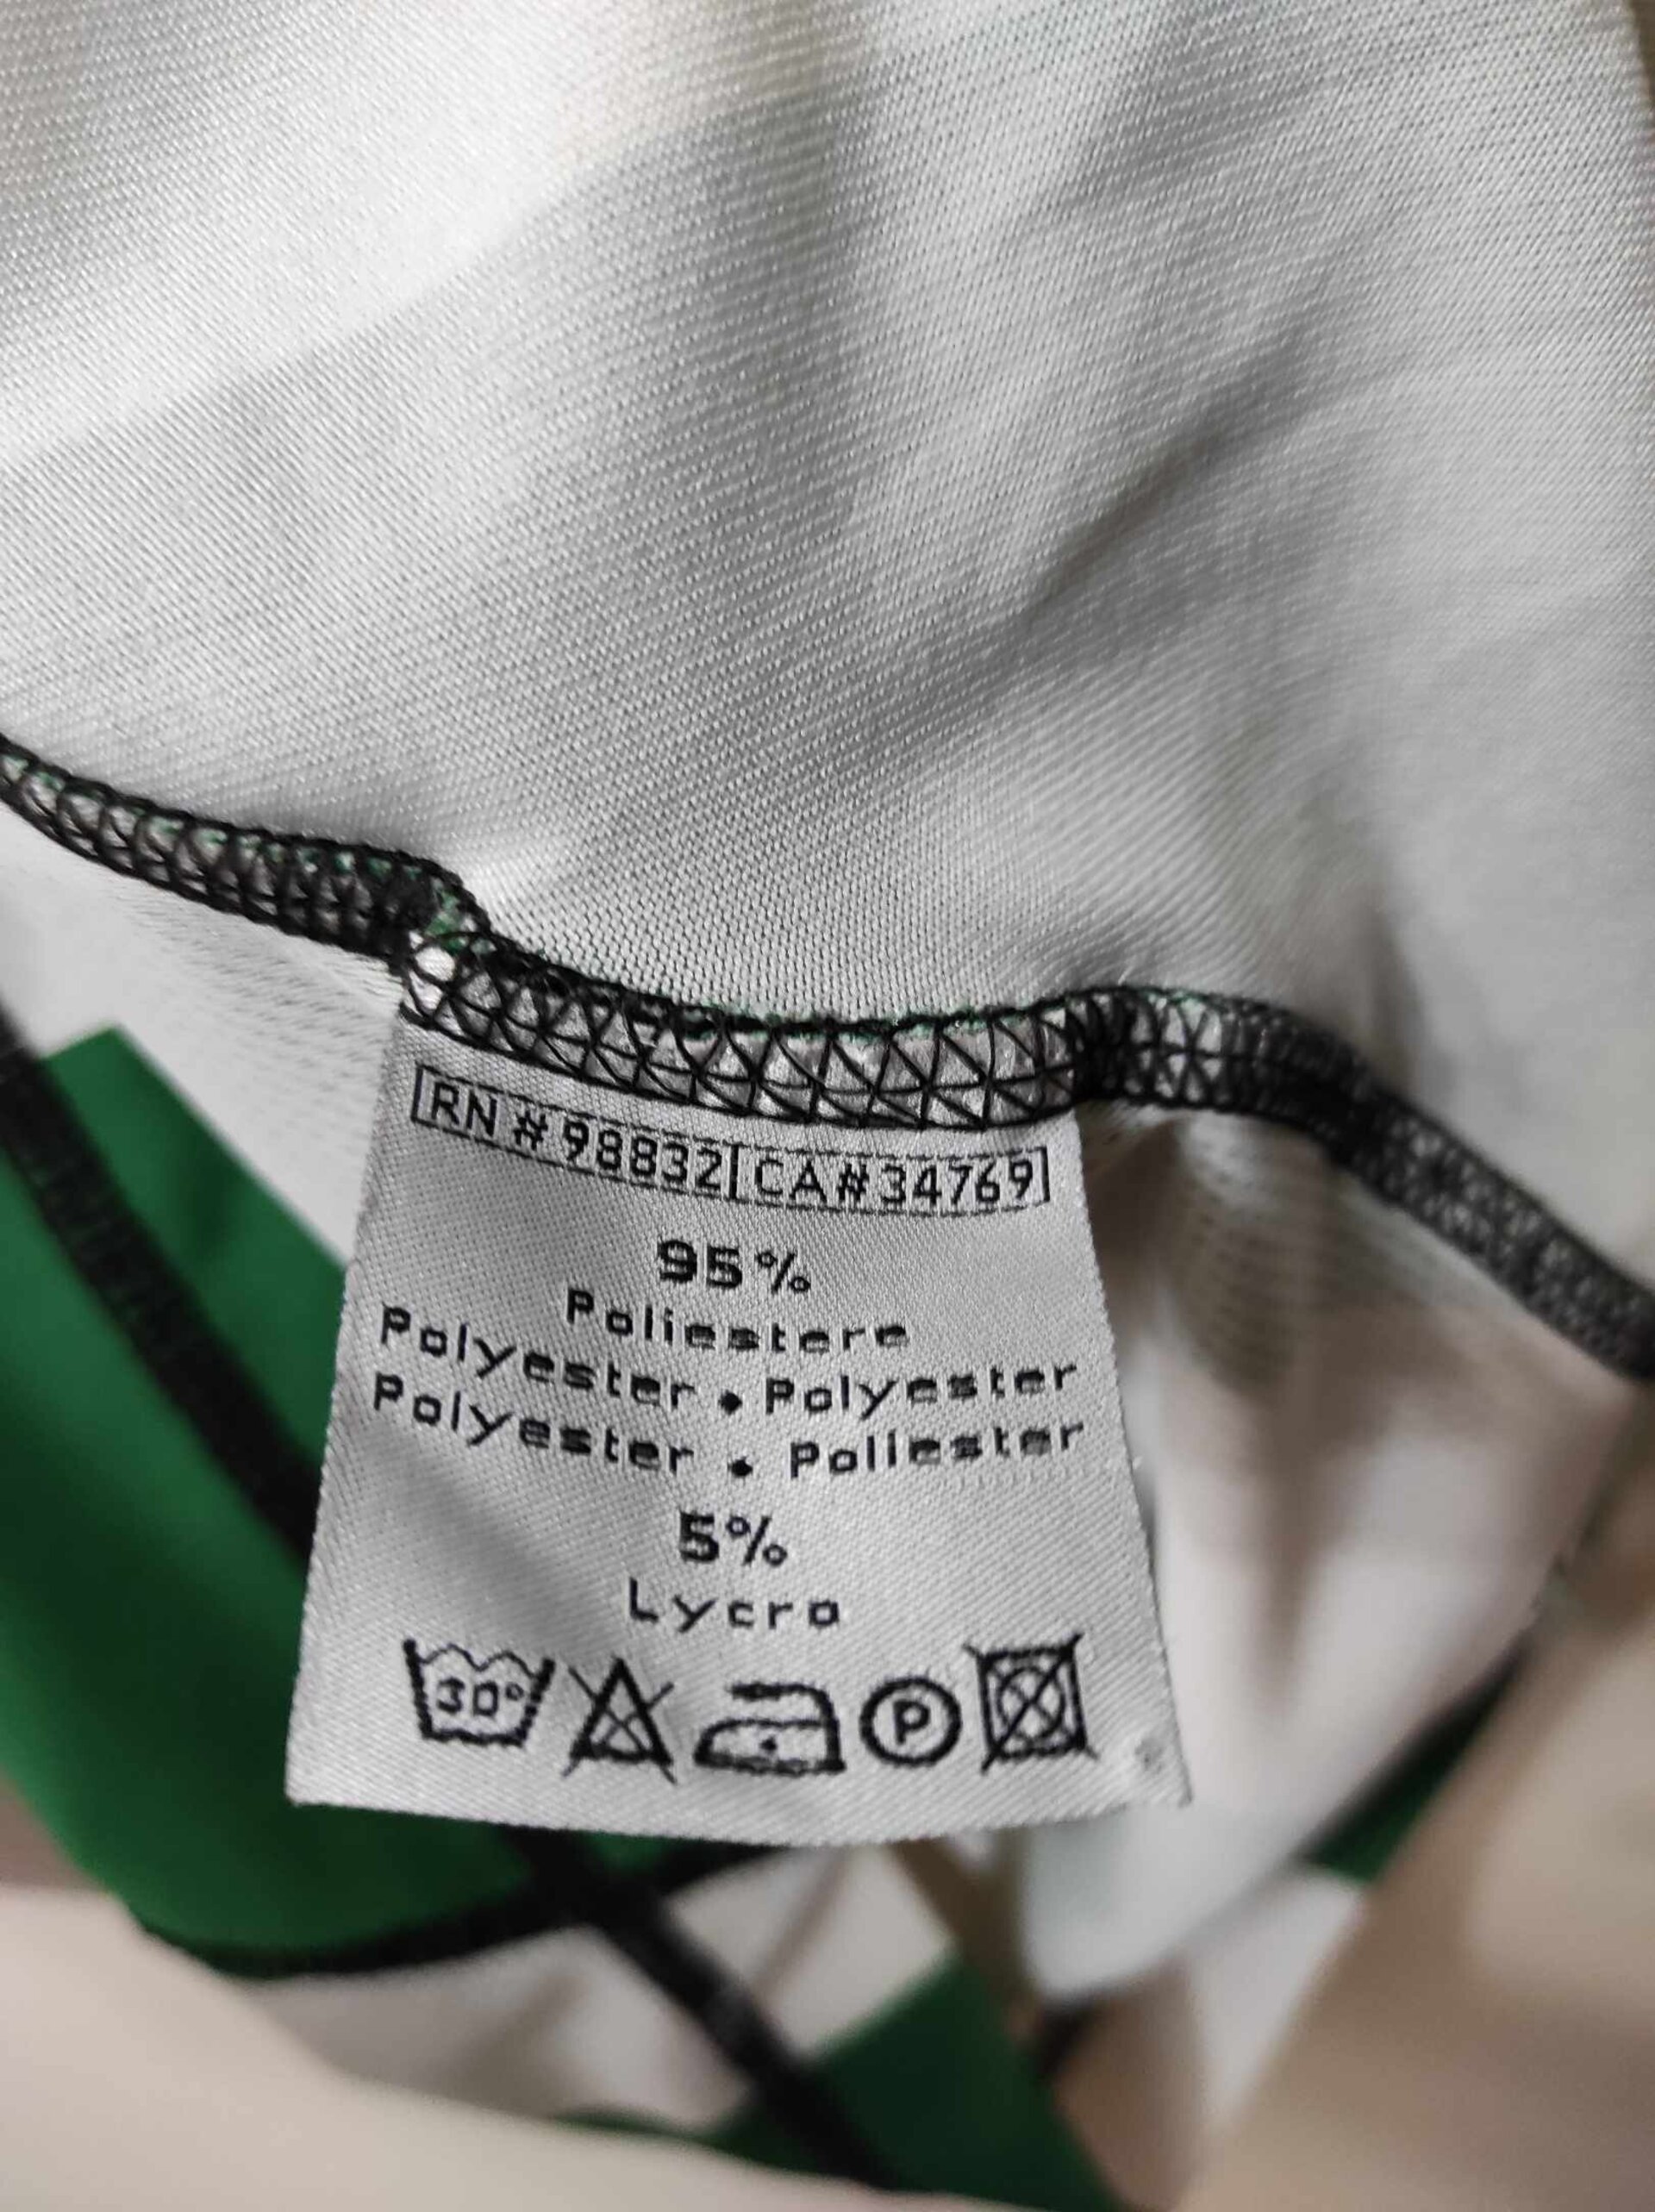 RN # 98832 CA#34769
95%
Poliestere
Polyester • Polyester
Polyester • Poliester
5%
Lycra
30°
P